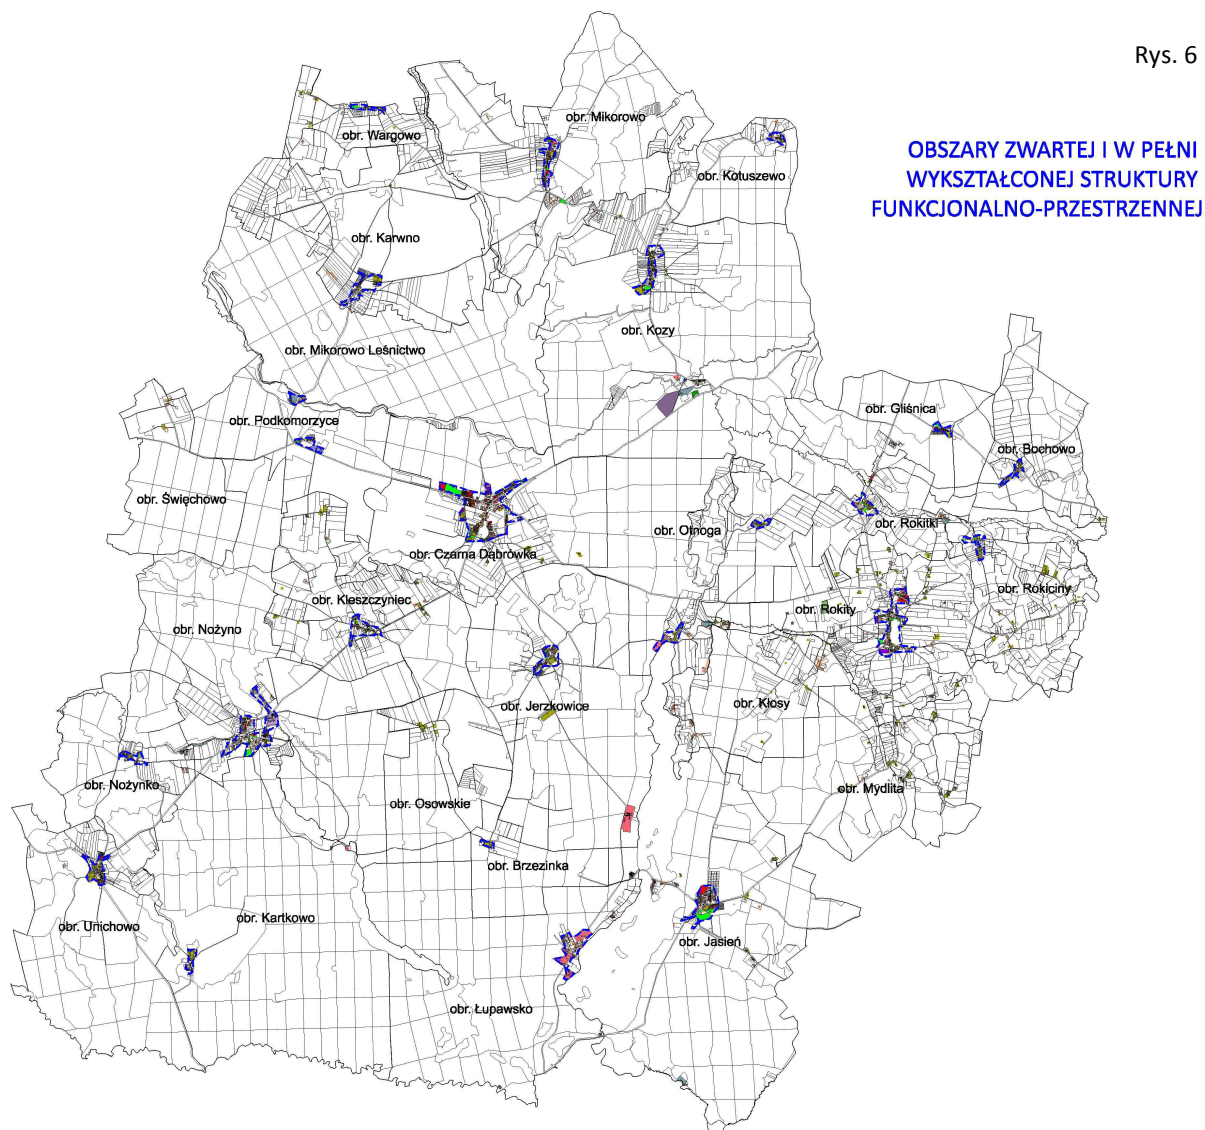 Rys. 6
OBSZARY ZWARTEJ I W PEŁNI
WYKSZTAŁCONEJ STRUKTURY
FUNKCJONALNO-PRZESTRZENNEJ
obr. Mikorowo
obr. Wargowo
obr. Kotuszewo
obr. Karwno
obr. Kozy
obr. Mikorowo Leśnictwo
obr. Gliśnica
obr. Podkomorzyce
obr. Bochowo
obr. Święchowo
obr. Rokitki
obr. Otnoga
obr. Czarna Dąbrówka
obr. Rokiciny
obr. Kleszczyniec
obr. Rokity
obr. Nożyno
obr. Kłosy
obr. Jerzkowice
obr. Nożynko
obr. Mydlita
obr. Osowskie
obr. Brzezinka
obr. Kartkowo
obr. Unichowo
obr. Jasień
obr. Łupawsko